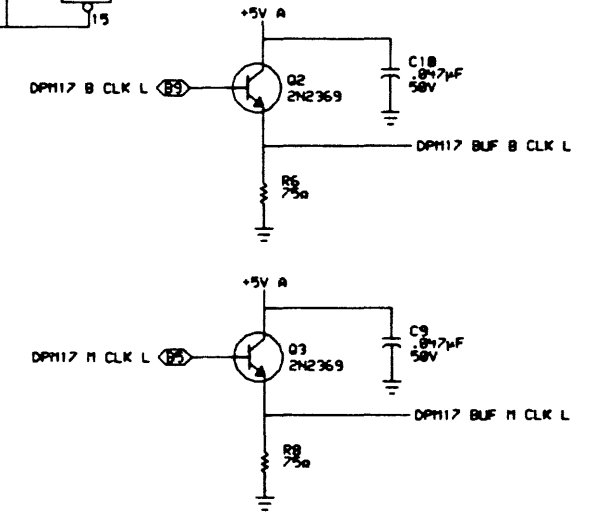 15
+5V A
C10
.047µF
50V
Q2
2N2369
DPM17 B CLK L
B9
DPM17 BUF B CLK L
R6
75Ω
+5V A
C9
.047µF
50V
Q3
2N2369
DPM17 M CLK L
B5
DPM17 BUF M CLK L
R8
75Ω